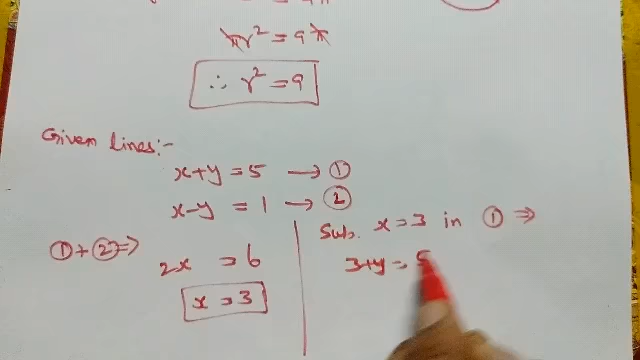 πr² = 9π
∴ r² = 9
Given lines:-
x+y = 5 → ①
x-y = 1 → ②
①+②⇒
2x = 6
x = 3
Sub. x=3 in ① ⇒
3+y = 5